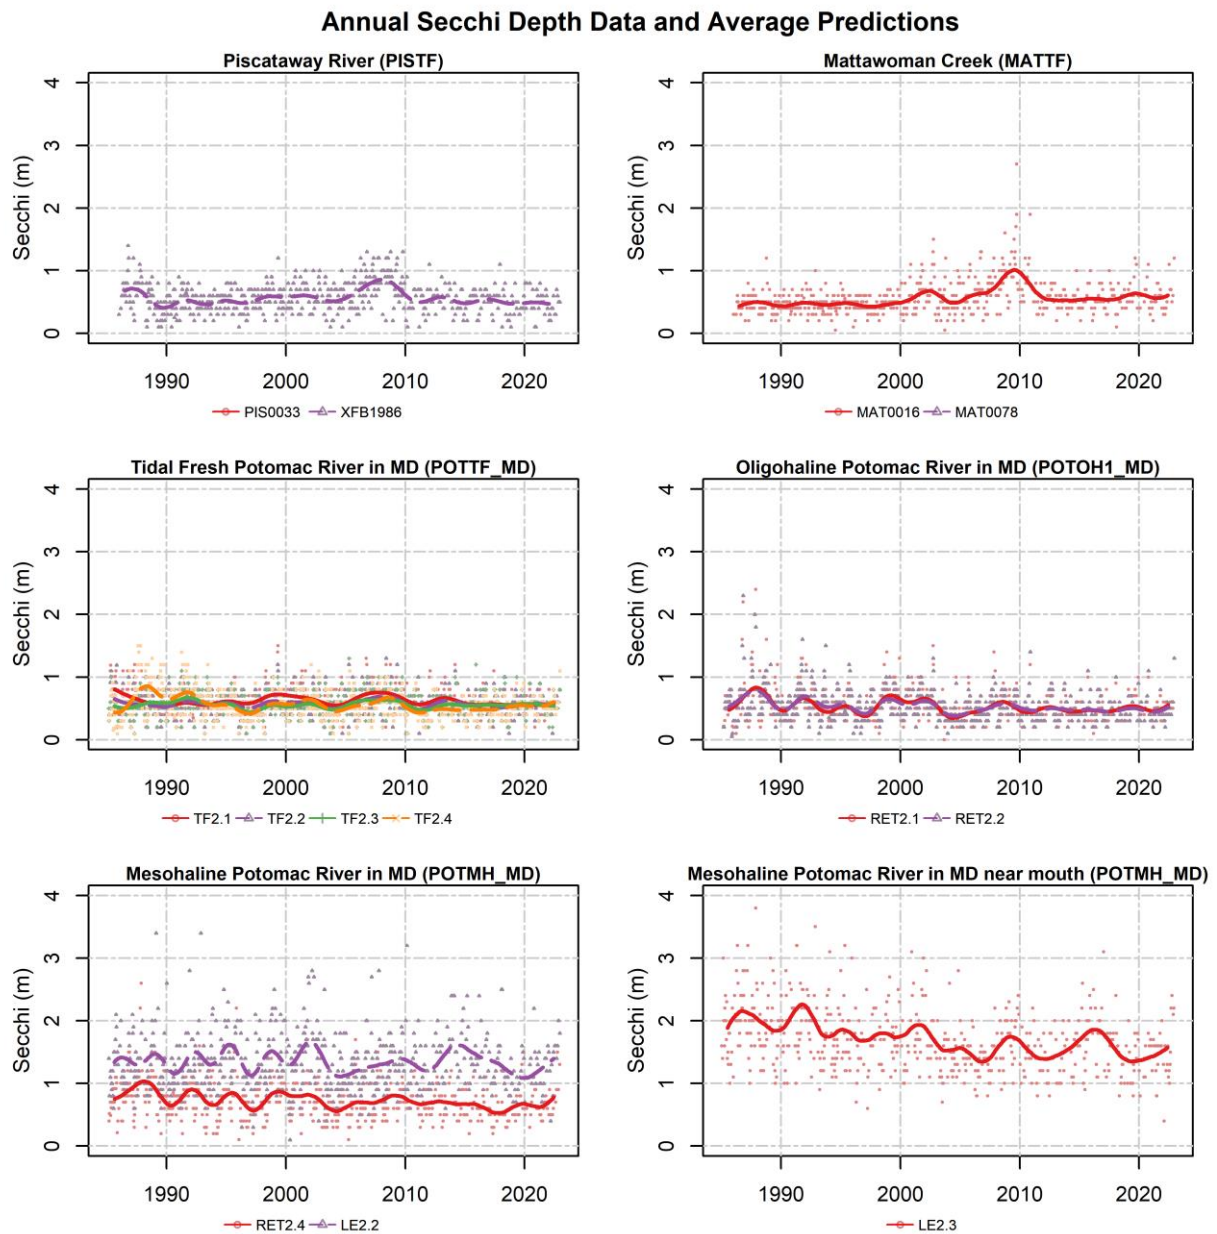 Annual Secchi Depth Data and Average Predictions
Piscataway River (PISTF)
Secchi (m)
4
3
2
1
0
1990 2000 2010 2020
PIS0033 XFB1986
Mattawoman Creek (MATTF)
Secchi (m)
4
3
2
1
0
1990 2000 2010 2020
MAT0016 MAT0078
Tidal Fresh Potomac River in MD (POTTF_MD)
Secchi (m)
4
3
2
1
0
1990 2000 2010 2020
TF2.1 TF2.2 TF2.3 TF2.4
Oligohaline Potomac River in MD (POTOH1_MD)
Secchi (m)
4
3
2
1
0
1990 2000 2010 2020
RET2.1 RET2.2
Mesohaline Potomac River in MD (POTMH_MD)
Secchi (m)
4
3
2
1
0
1990 2000 2010 2020
RET2.4 LE2.2
Mesohaline Potomac River in MD near mouth (POTMH_MD)
Secchi (m)
4
3
2
1
0
1990 2000 2010 2020
LE2.3